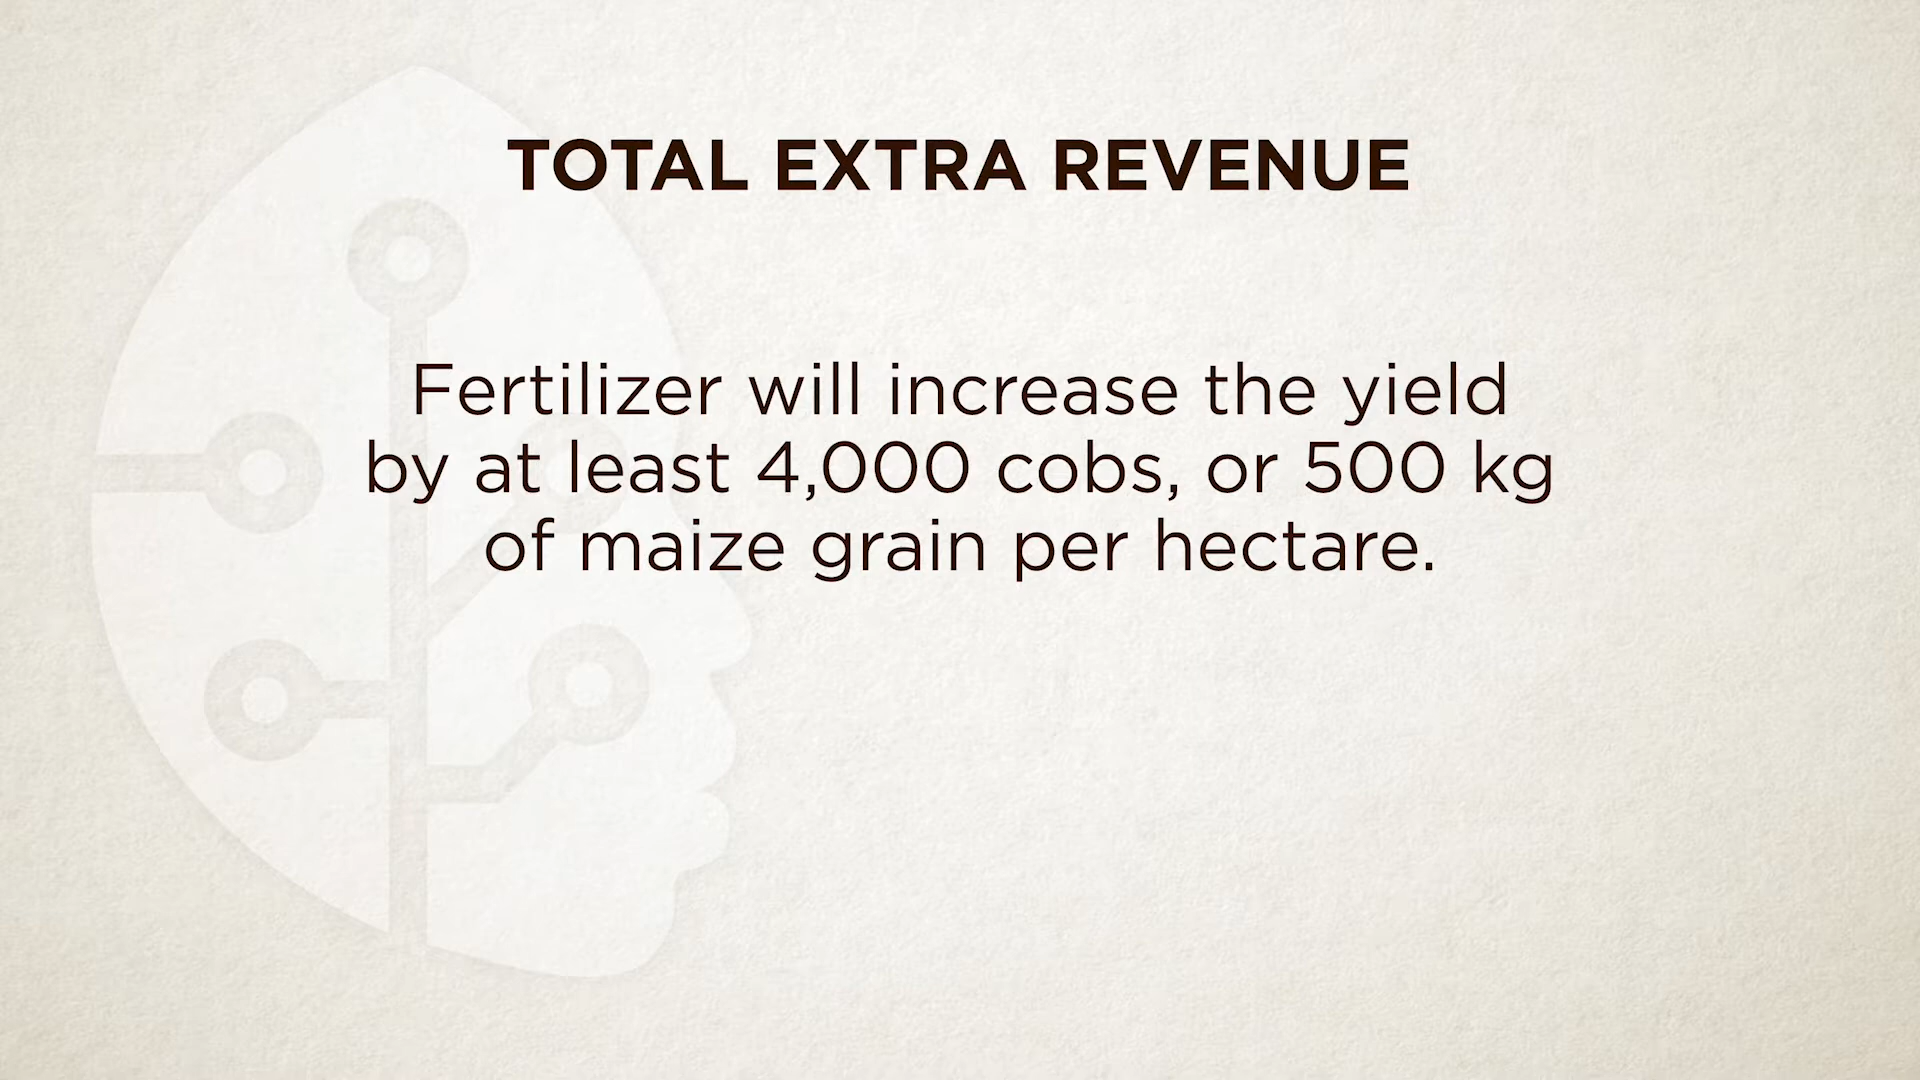 TOTAL EXTRA REVENUE
Fertilizer will increase the yield
by at least 4,000 cobs, or 500 kg
of maize grain per hectare.